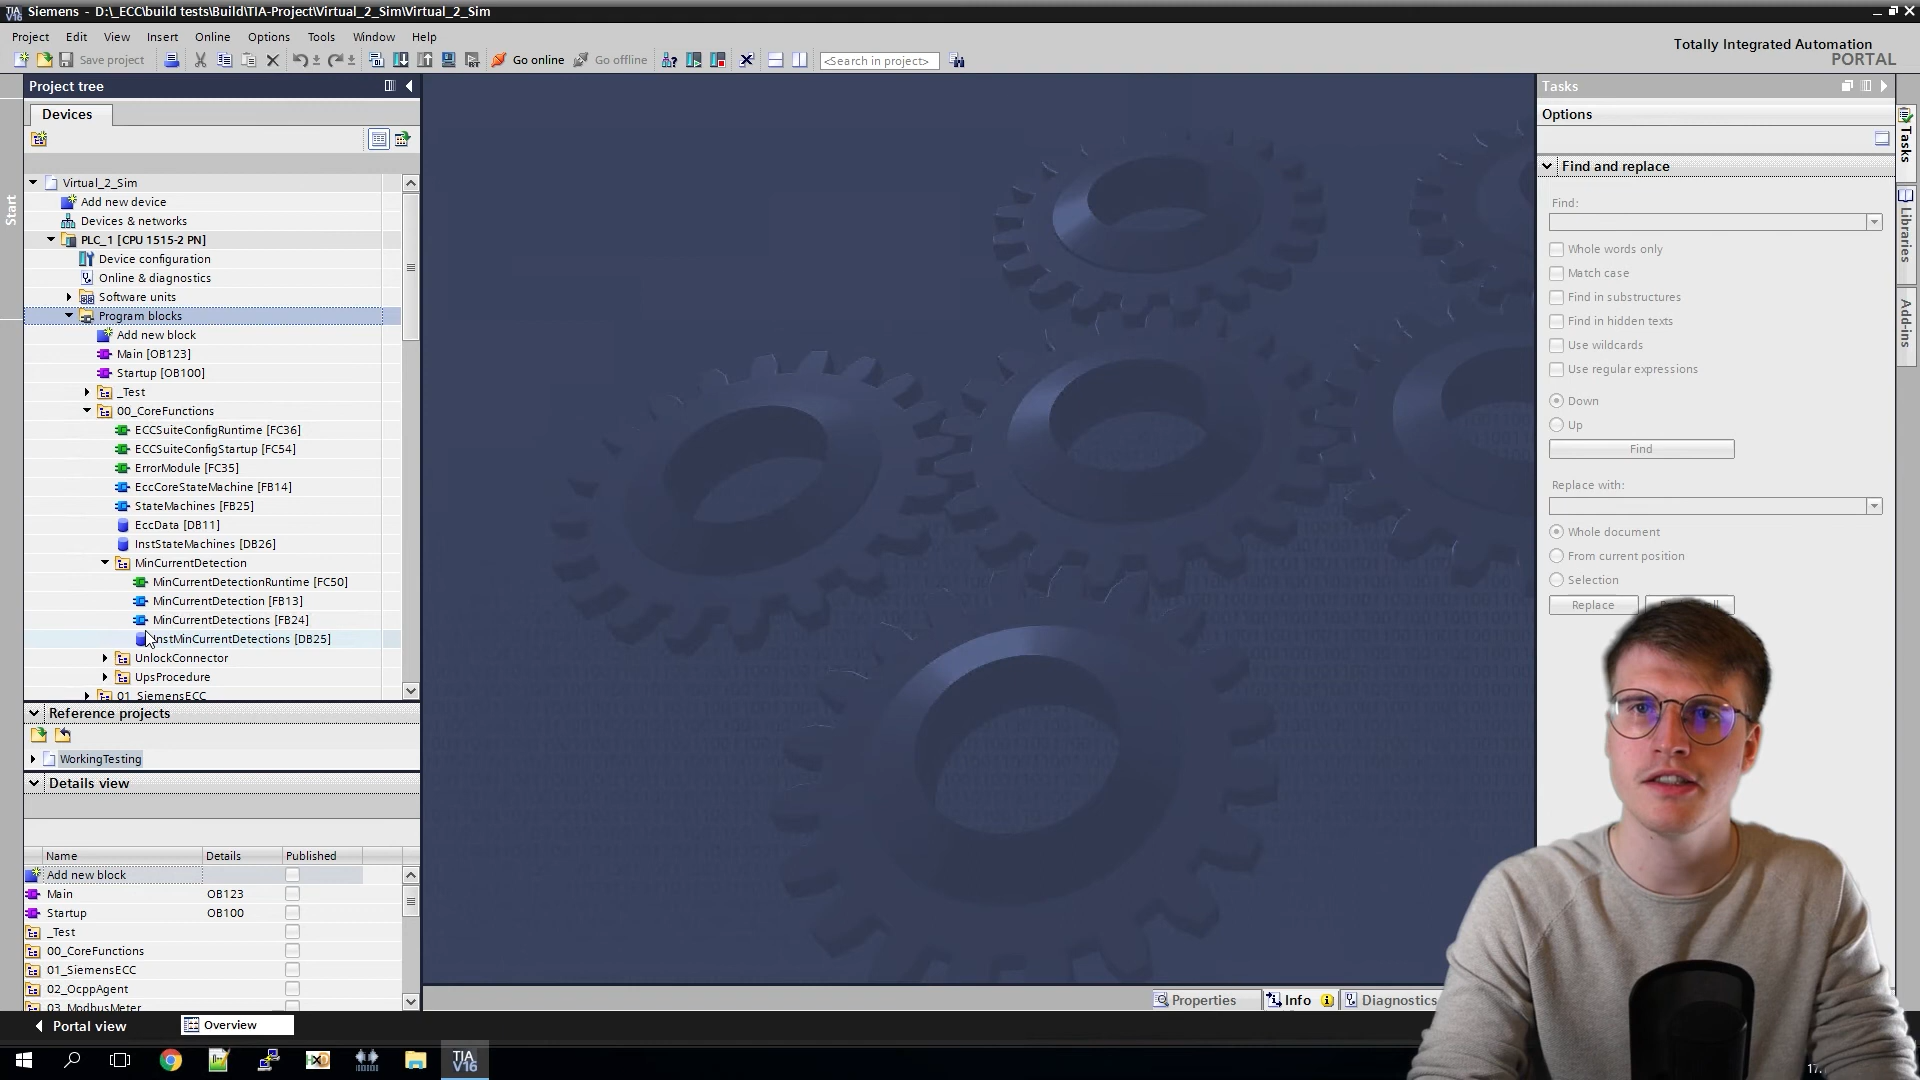 TIA V16 Siemens - D:\_ECC\build tests\Build\TIA-Project\Virtual_2_Sim\Virtual_2_Sim
Project Edit View Insert Online Options Tools Window Help
Totally Integrated Automation
PORTAL
Save project
Go online Go offline
<Search in project>
Start
Project tree
Devices
Virtual_2_Sim
Add new device
Devices & networks
PLC_1 [CPU 1515-2 PN]
Device configuration
Online & diagnostics
Software units
Program blocks
Add new block
Main [OB123]
Startup [OB100]
_Test
00_CoreFunctions
ECCSuiteConfigRuntime [FC36]
ECCSuiteConfigStartup [FC54]
ErrorModule [FC35]
EccCoreStateMachine [FB14]
StateMachines [FB25]
EccData [DB11]
InstStateMachines [DB26]
MinCurrentDetection
MinCurrentDetectionRuntime [FC50]
MinCurrentDetection [FB13]
MinCurrentDetections [FB24]
InstMinCurrentDetections [DB25]
UnlockConnector
UpsProcedure
01_SiemensECC
Reference projects
WorkingTesting
Details view
Name Details Published
Add new block
Main OB123
Startup OB100
_Test
00_CoreFunctions
01_SiemensECC
02_OcppAgent
03_ModbusMeter
Tasks
Options
Find and replace
Find:
Whole words only
Match case
Find in substructures
Find in hidden texts
Use wildcards
Use regular expressions
Down
Up
Find
Replace with:
Whole document
From current position
Selection
Replace
Tasks
Libraries
Add-ins
Properties Info Diagnostics
Portal view
Overview
TIA
V16
17.